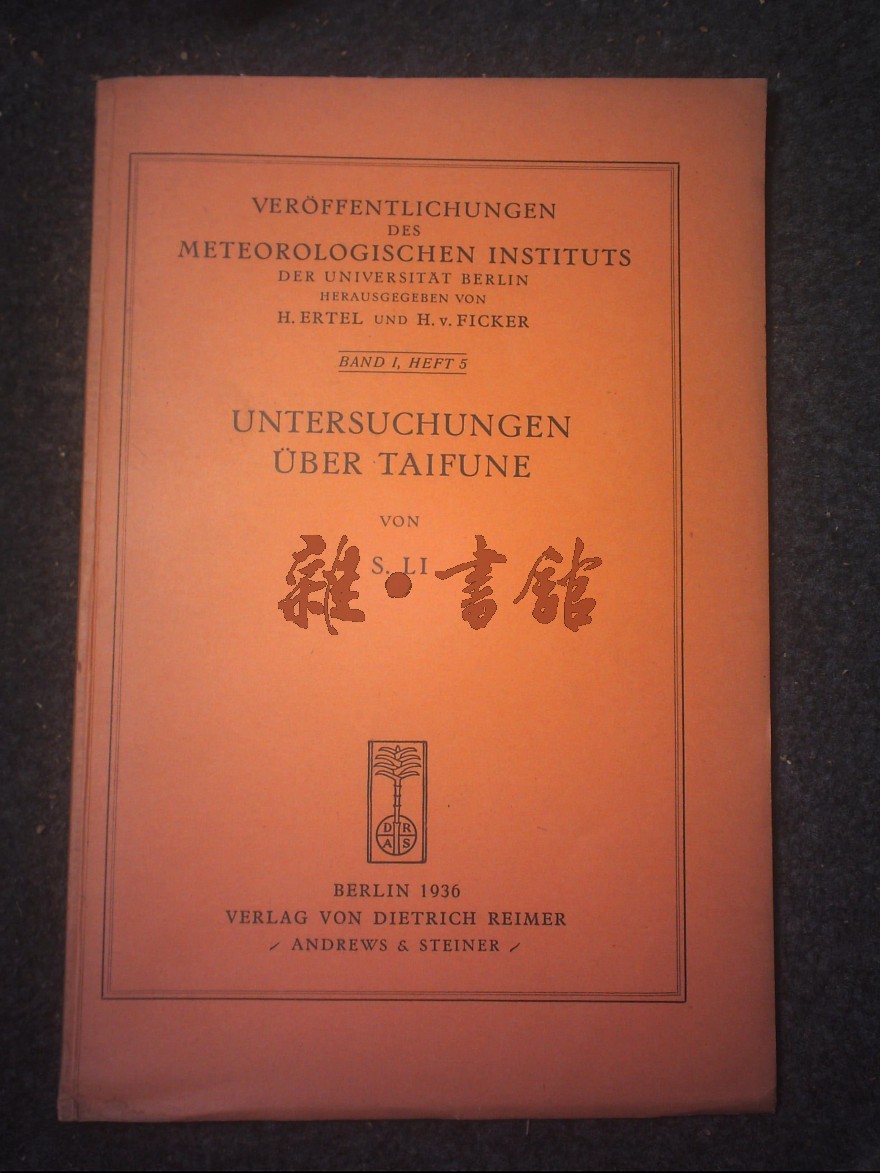 VERÖFFENTLICHUNGEN
DES
METEOROLOGISCHEN INSTITUTS
DER UNIVERSITÄT BERLIN
HERAUSGEGEBEN VON
H. ERTEL UND H. v. FICKER
BAND I, HEFT 5
UNTERSUCHUNGEN
ÜBER TAIFUNE
VON
S. LI
雜•書館
D R
A S
BERLIN 1936
VERLAG VON DIETRICH REIMER
⁄ ANDREWS & STEINER ⁄